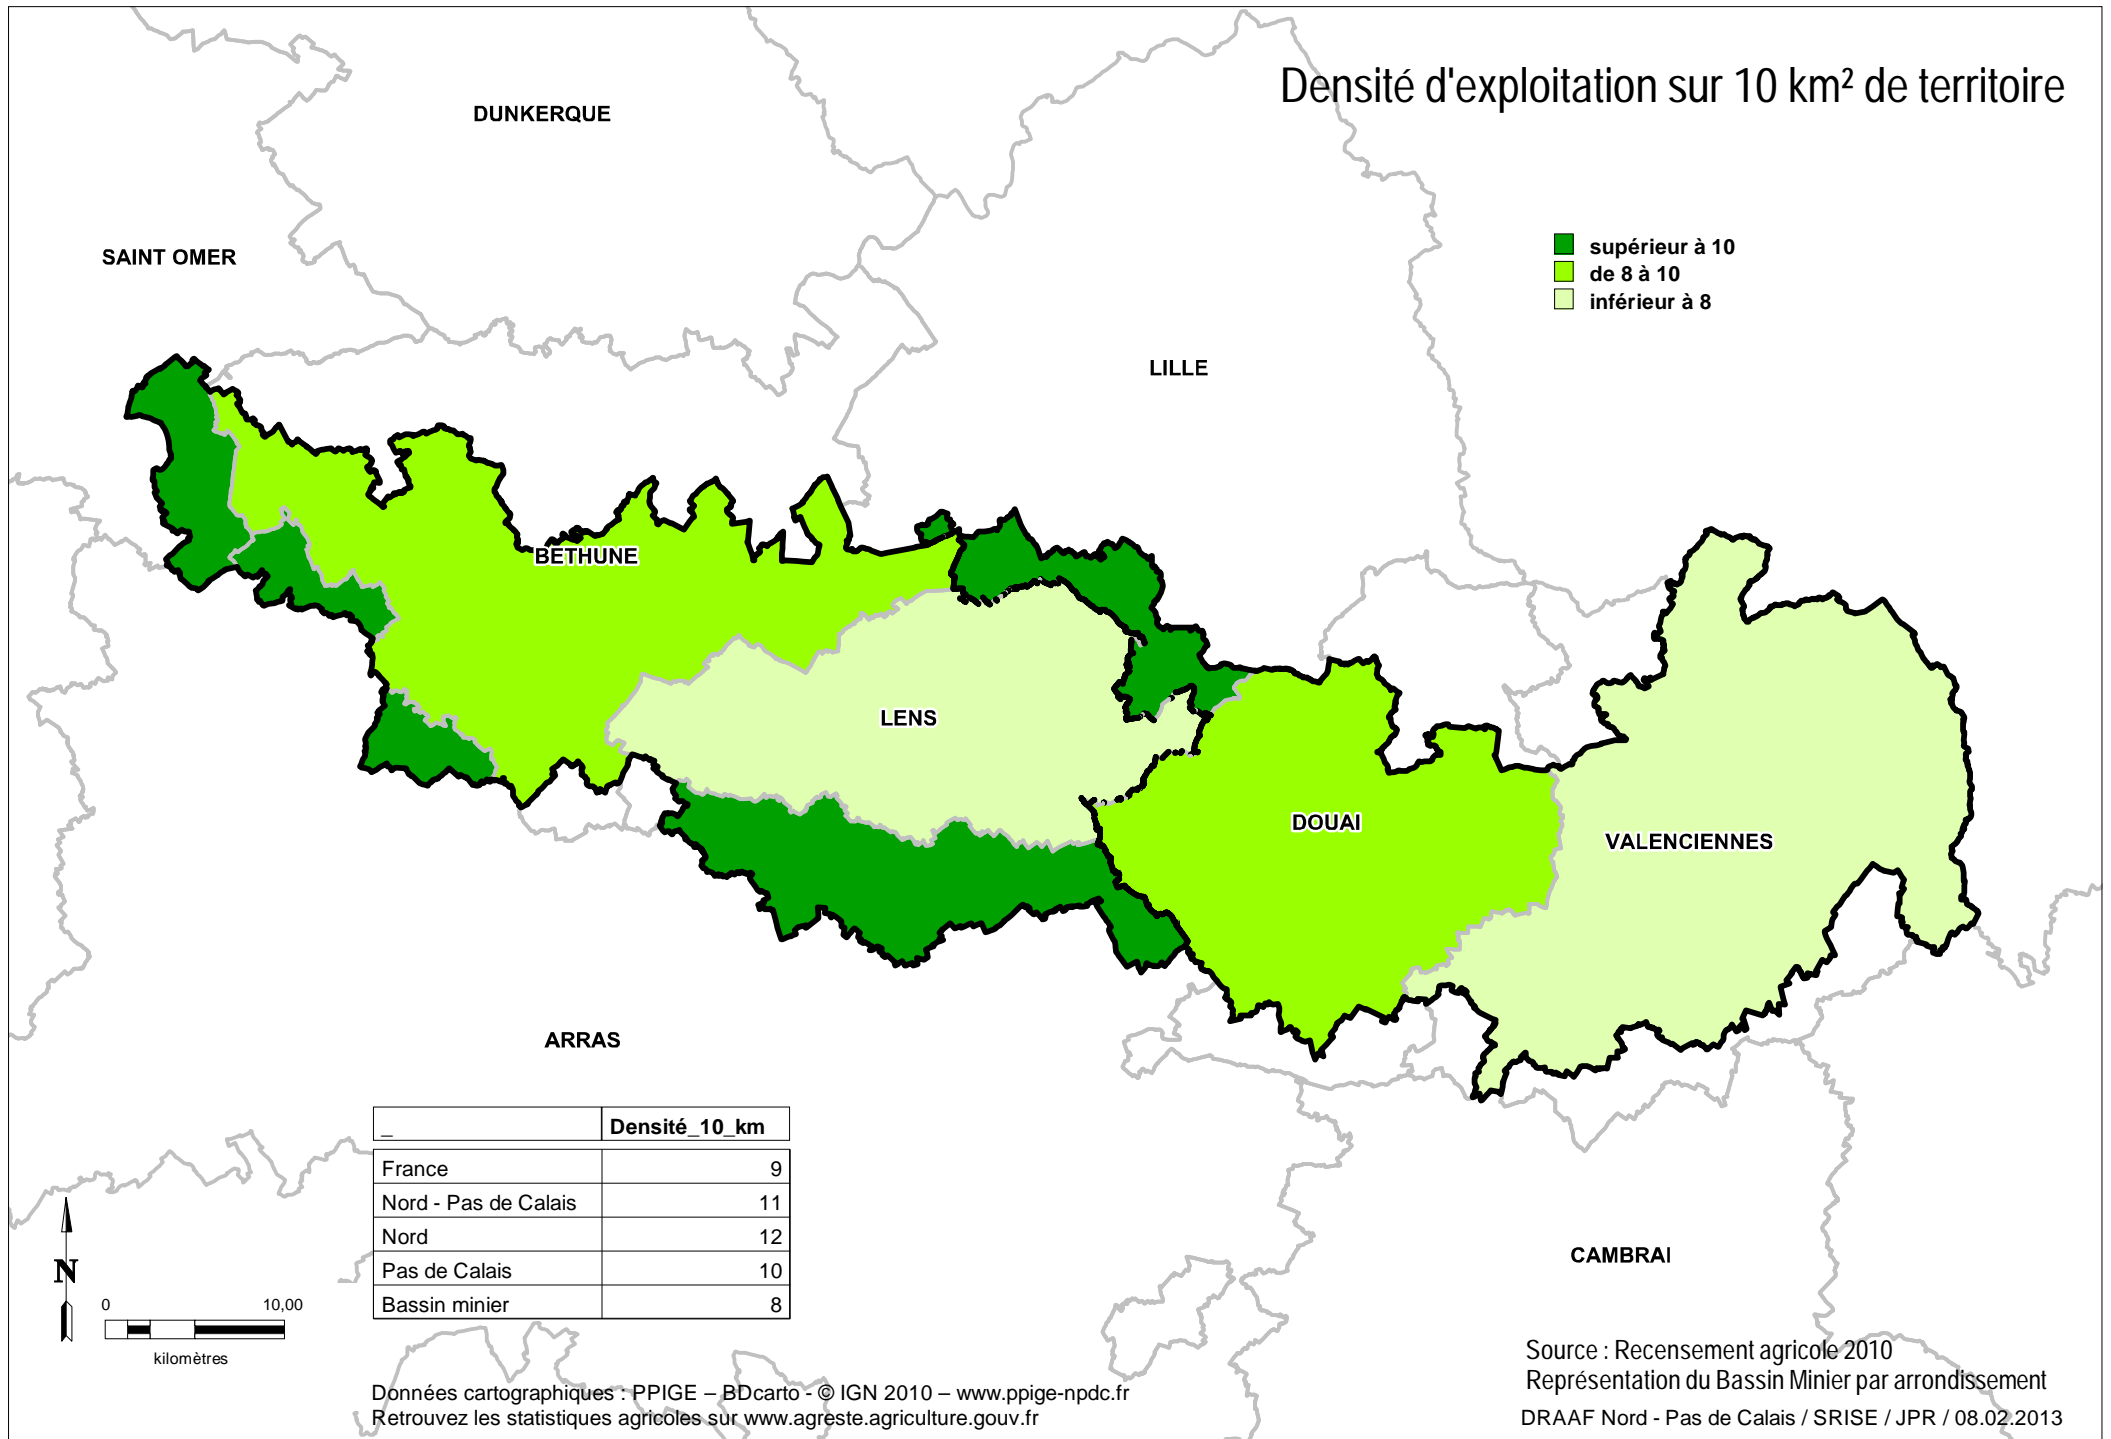 Densité d'exploitation sur 10 km² de territoire
DUNKERQUE
SAINT OMER
supérieur à 10
de 8 à 10
inférieur à 8
LILLE
BETHUNE
LENS
DOUAI
VALENCIENNES
ARRAS
_ Densité_10_km
France 9
Nord - Pas de Calais 11
Nord 12
Pas de Calais 10
Bassin minier 8
CAMBRAI
N
0 10,00
kilomètres
Source : Recensement agricole 2010
Représentation du Bassin Minier par arrondissement
DRAAF Nord - Pas de Calais / SRISE / JPR / 08.02.2013
Données cartographiques : PPIGE – BDcarto - © IGN 2010 – www.ppige-npdc.fr
Retrouvez les statistiques agricoles sur www.agreste.agriculture.gouv.fr